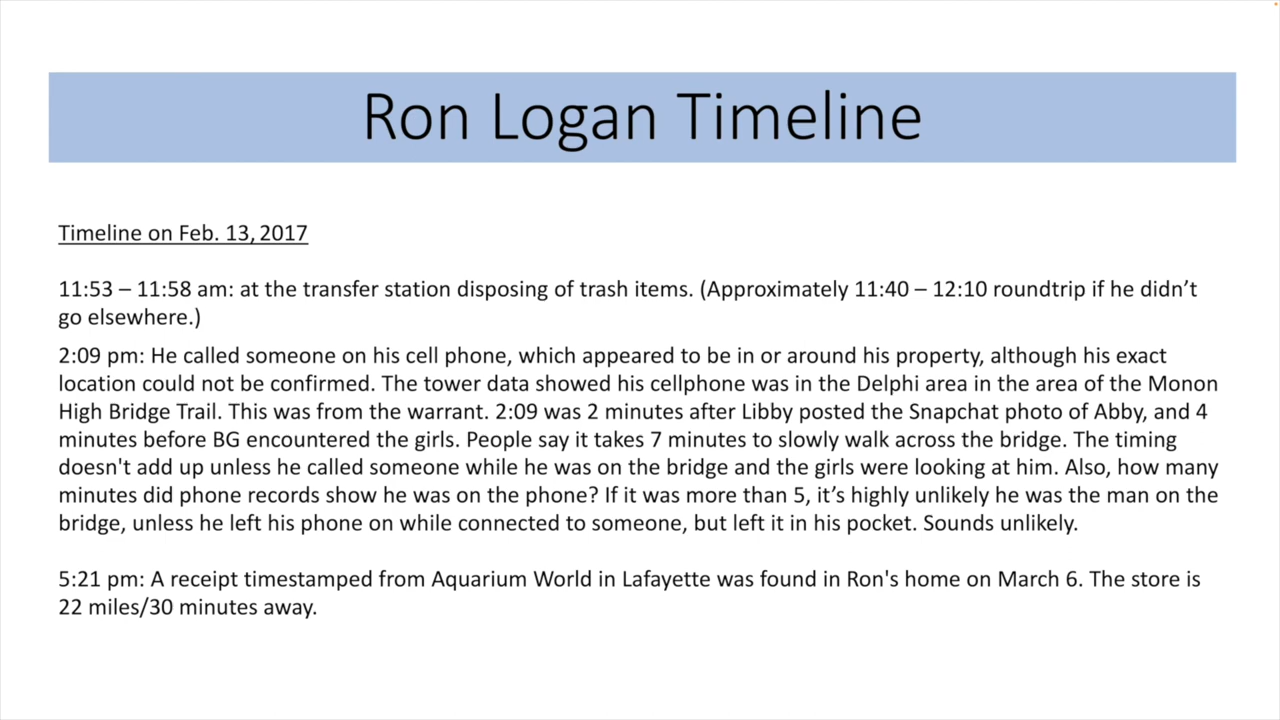 Ron Logan Timeline
Timeline on Feb. 13, 2017
11:53 – 11:58 am: at the transfer station disposing of trash items. (Approximately 11:40 – 12:10 roundtrip if he didn’t
go elsewhere.)
2:09 pm: He called someone on his cell phone, which appeared to be in or around his property, although his exact
location could not be confirmed. The tower data showed his cellphone was in the Delphi area in the area of the Monon
High Bridge Trail. This was from the warrant. 2:09 was 2 minutes after Libby posted the Snapchat photo of Abby, and 4
minutes before BG encountered the girls. People say it takes 7 minutes to slowly walk across the bridge. The timing
doesn't add up unless he called someone while he was on the bridge and the girls were looking at him. Also, how many
minutes did phone records show he was on the phone? If it was more than 5, it’s highly unlikely he was the man on the
bridge, unless he left his phone on while connected to someone, but left it in his pocket. Sounds unlikely.
5:21 pm: A receipt timestamped from Aquarium World in Lafayette was found in Ron's home on March 6. The store is
22 miles/30 minutes away.